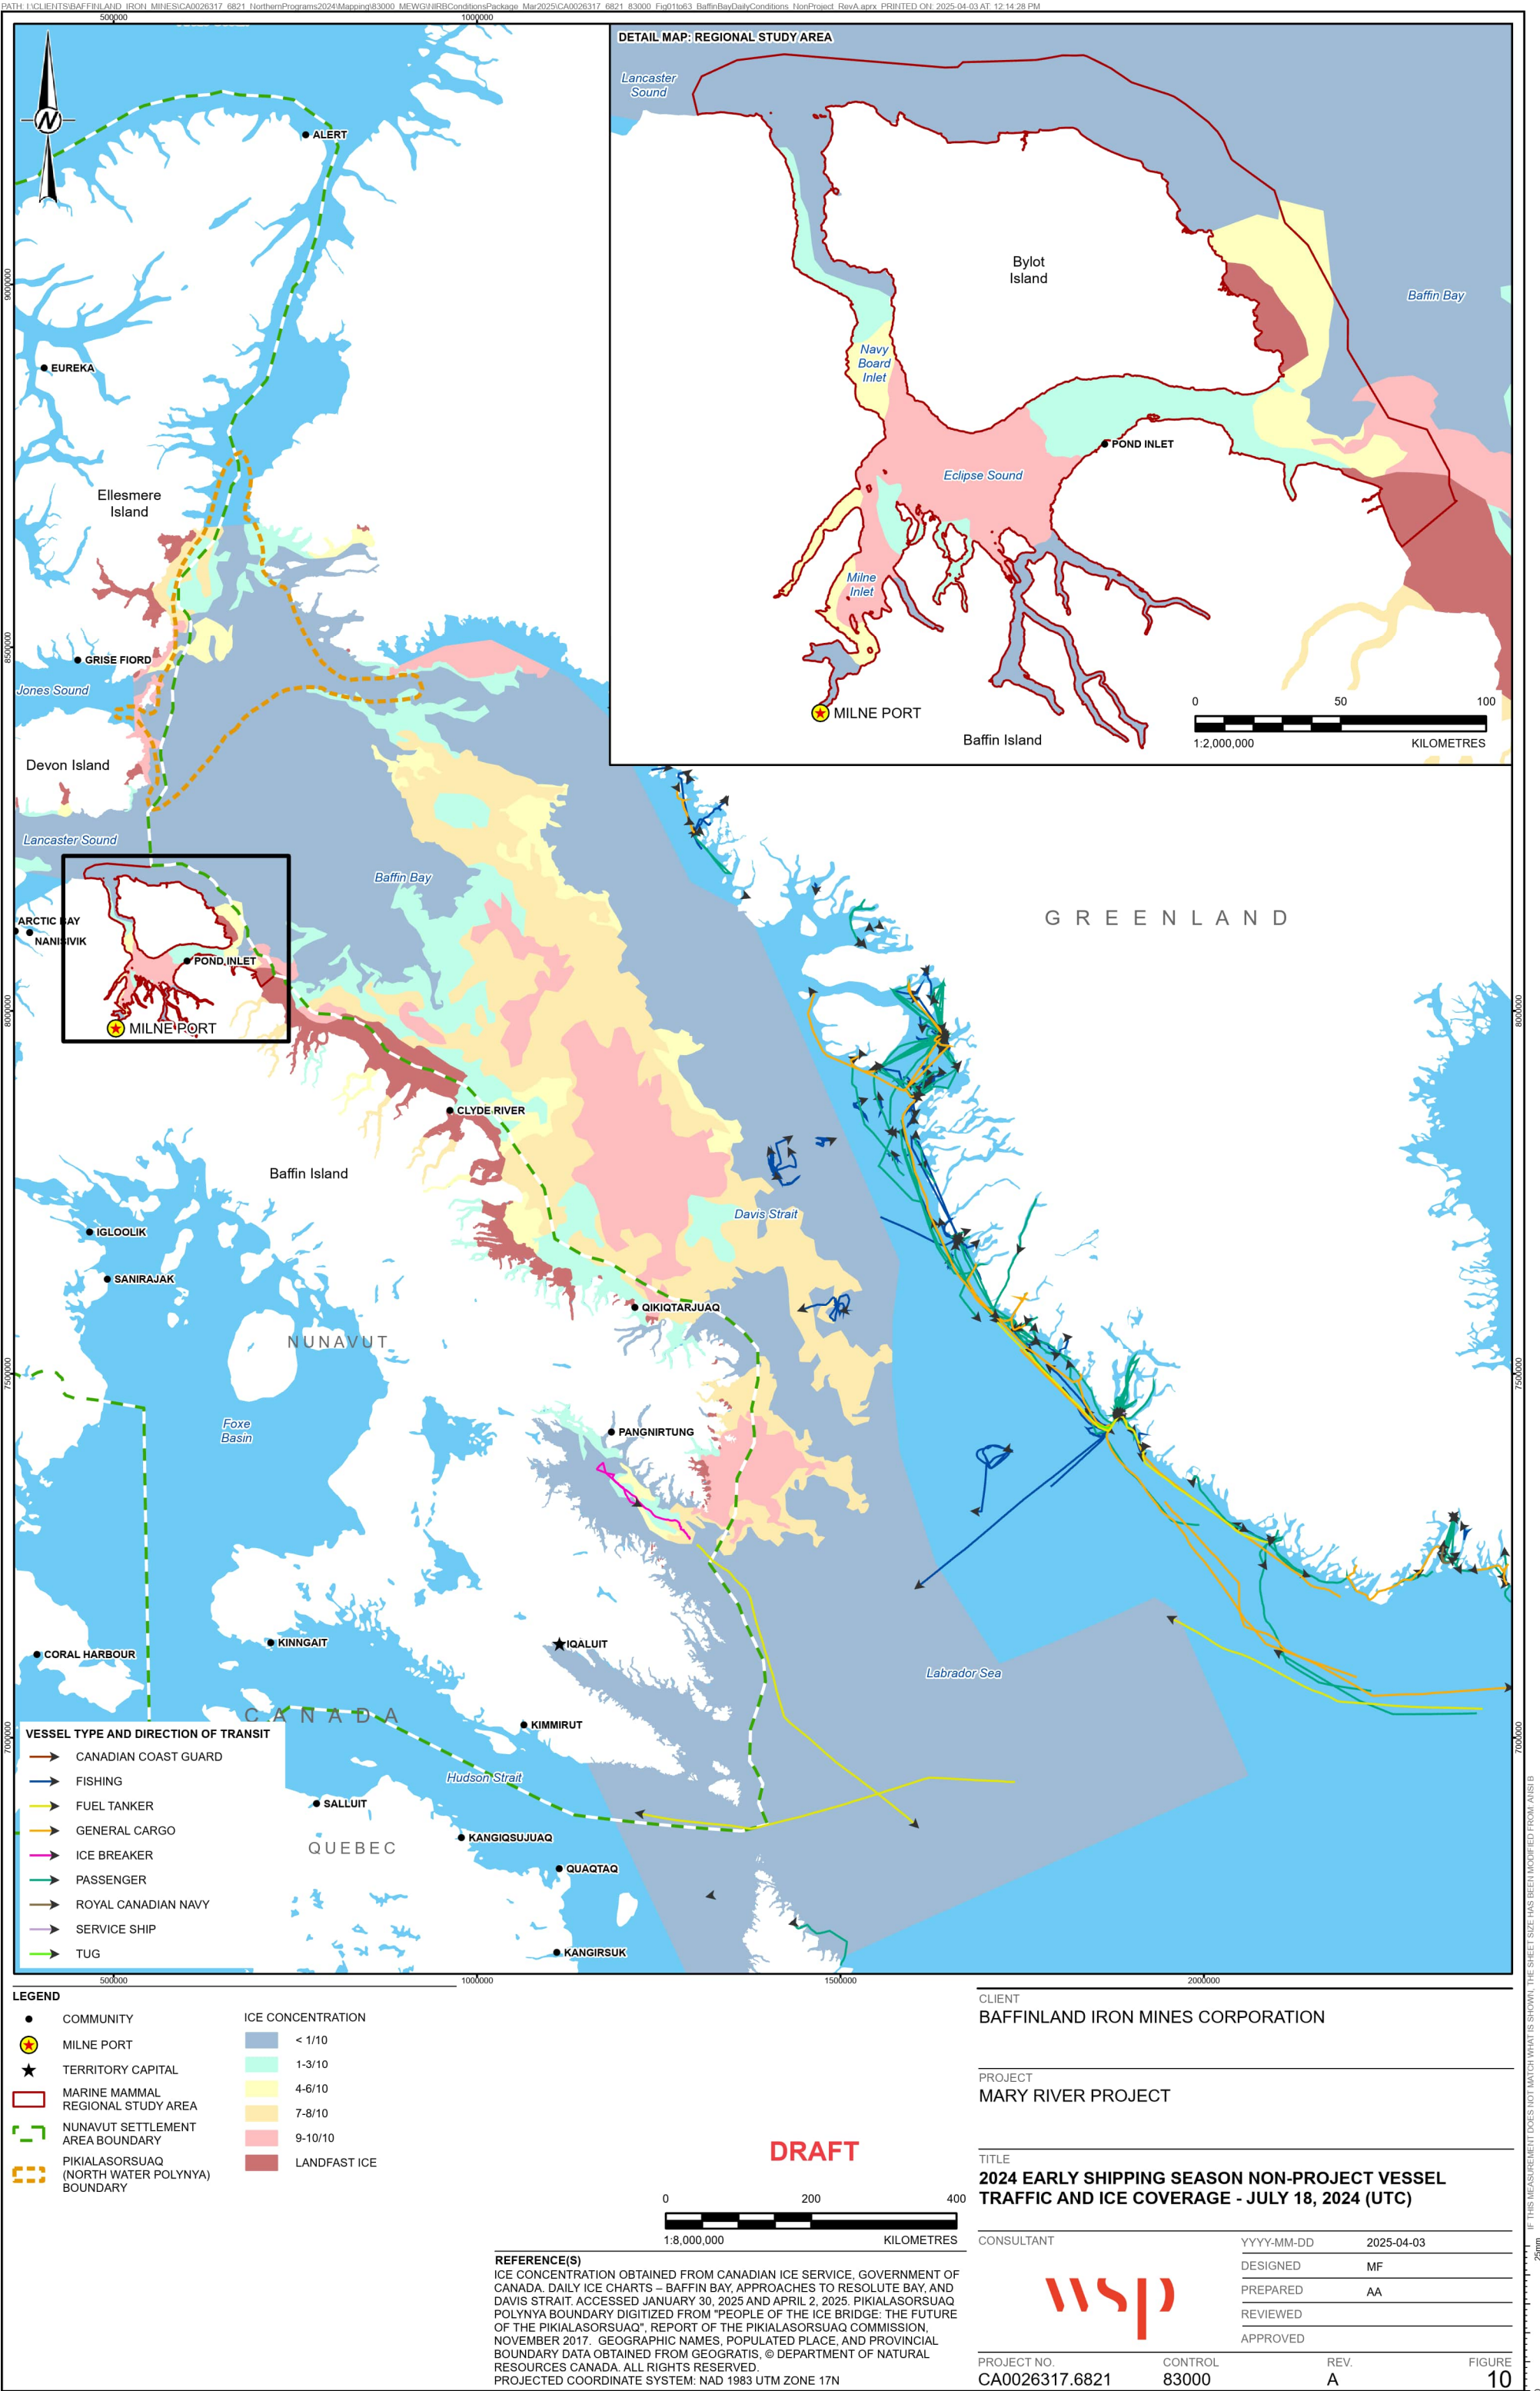 PATH: I:\CLIENTS\BAFFINLAND_IRON_MINES\CA0026317_6821_NorthernPrograms2024\Mapping\83000_MEWG\NIRBConditionsPackage_Mar2025\CA0026317_6821_83000_Fig01to63_BaffinBayDailyConditions_NonProject_RevA.aprx PRINTED ON: 2025-04-03 AT: 12:14:28 PM
500000
1000000
N
ALERT
EUREKA
Ellesmere
Island
GRISE FIORD
Jones Sound
Devon Island
Lancaster Sound
Baffin Bay
ARCTIC BAY
NANISIVIK
POND INLET
MILNE PORT
CLYDE RIVER
Baffin Island
IGLOOLIK
SANIRAJAK
Davis Strait
QIKIQTARJUAQ
NUNAVUT
Foxe
Basin
PANGNIRTUNG
GREENLAND
KINNGAIT
IQALUIT
CORAL HARBOUR
Labrador Sea
CANADA
KIMMIRUT
Hudson Strait
SALLUIT
KANGIQSUJUAQ
QUEBEC
QUAQTAQ
KANGIRSUK
9000000
8500000
8000000
7500000
7000000
8000000
7500000
7000000
500000
1000000
1500000
2000000
DETAIL MAP: REGIONAL STUDY AREA
Lancaster
Sound
Bylot
Island
Baffin Bay
Navy
Board
Inlet
POND INLET
Eclipse Sound
Milne
Inlet
MILNE PORT
Baffin Island
0 50 100
1:2,000,000 KILOMETRES
VESSEL TYPE AND DIRECTION OF TRANSIT
CANADIAN COAST GUARD
FISHING
FUEL TANKER
GENERAL CARGO
ICE BREAKER
PASSENGER
ROYAL CANADIAN NAVY
SERVICE SHIP
TUG
LEGEND
COMMUNITY
MILNE PORT
TERRITORY CAPITAL
MARINE MAMMAL
REGIONAL STUDY AREA
NUNAVUT SETTLEMENT
AREA BOUNDARY
PIKIALASORSUAQ
(NORTH WATER POLYNYA)
BOUNDARY
ICE CONCENTRATION
< 1/10
1-3/10
4-6/10
7-8/10
9-10/10
LANDFAST ICE
DRAFT
0 200 400
1:8,000,000 KILOMETRES
REFERENCE(S)
ICE CONCENTRATION OBTAINED FROM CANADIAN ICE SERVICE, GOVERNMENT OF
CANADA. DAILY ICE CHARTS – BAFFIN BAY, APPROACHES TO RESOLUTE BAY, AND
DAVIS STRAIT. ACCESSED JANUARY 30, 2025 AND APRIL 2, 2025. PIKIALASORSUAQ
POLYNYA BOUNDARY DIGITIZED FROM "PEOPLE OF THE ICE BRIDGE: THE FUTURE
OF THE PIKIALASORSUAQ", REPORT OF THE PIKIALASORSUAQ COMMISSION,
NOVEMBER 2017. GEOGRAPHIC NAMES, POPULATED PLACE, AND PROVINCIAL
BOUNDARY DATA OBTAINED FROM GEOGRATIS, © DEPARTMENT OF NATURAL
RESOURCES CANADA. ALL RIGHTS RESERVED.
PROJECTED COORDINATE SYSTEM: NAD 1983 UTM ZONE 17N
CLIENT
BAFFINLAND IRON MINES CORPORATION
PROJECT
MARY RIVER PROJECT
TITLE
2024 EARLY SHIPPING SEASON NON-PROJECT VESSEL
TRAFFIC AND ICE COVERAGE - JULY 18, 2024 (UTC)
CONSULTANT
wsp
YYYY-MM-DD 2025-04-03
DESIGNED MF
PREPARED AA
REVIEWED
APPROVED
PROJECT NO. CONTROL REV. FIGURE
CA0026317.6821 83000 A 10
IF THIS MEASUREMENT DOES NOT MATCH WHAT IS SHOWN, THE SHEET SIZE HAS BEEN MODIFIED FROM: ANSI B
25mm